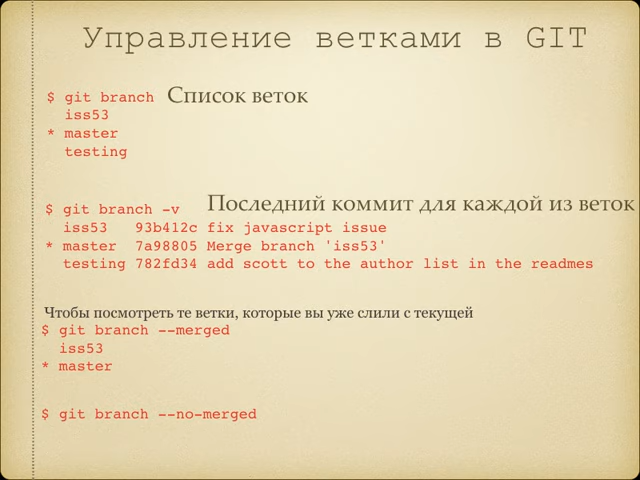 Управление ветками в GIT
$ git branch Список веток
iss53
* master
testing
$ git branch -v Последний коммит для каждой из веток
iss53 93b412c fix javascript issue
* master 7a98805 Merge branch 'iss53'
testing 782fd34 add scott to the author list in the readmes
Чтобы посмотреть те ветки, которые вы уже слили с текущей
$ git branch --merged
iss53
* master
$ git branch --no-merged